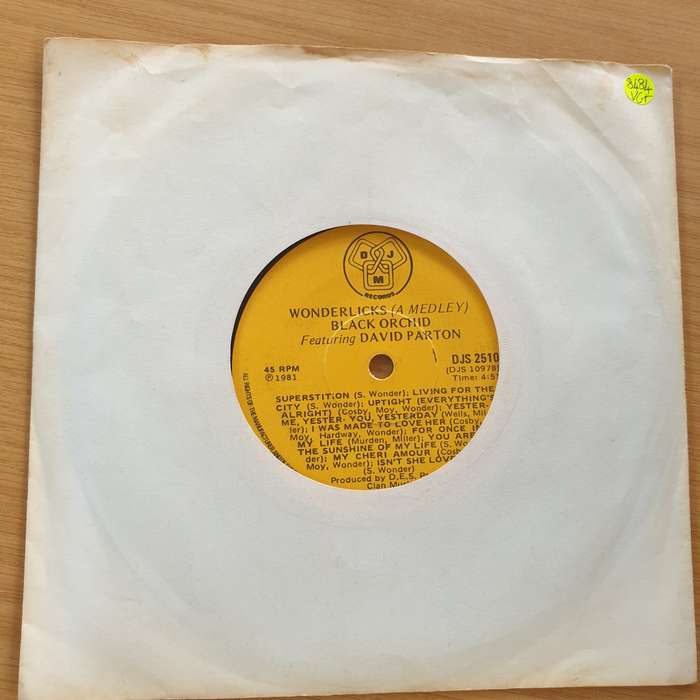 8484
VG+
D J
M
RECORDS
WONDERLICKS (A MEDLEY)
BLACK ORCHID
Featuring DAVID PARTON
45 RPM
℗ 1981
DJS 2510
(DJS 10978)
Time: 4:5
SUPERSTITION (S. Wonder); LIVING FOR THE
CITY (S. Wonder); UPTIGHT (EVERYTHING'S
ALRIGHT) (Cosby, Moy, Wonder); YESTER-
ME, YESTER- YOU, YESTERDAY (Wells, Mil
ler); I WAS MADE TO LOVE HER (Cosby,
Moy, Hardway, Wonder); FOR ONCE IN
MY LIFE (Murden, Miller); YOU ARE
THE SUNSHINE OF MY LIFE (S. Wo
der); MY CHERI AMOUR (Cosb
Moy, Wonder); ISN'T SHE LOVE
(S. Wonder)
Produced by D.E.S. P
Clan Mu
ALL RIGHTS OF THE MANUFACTURER AND